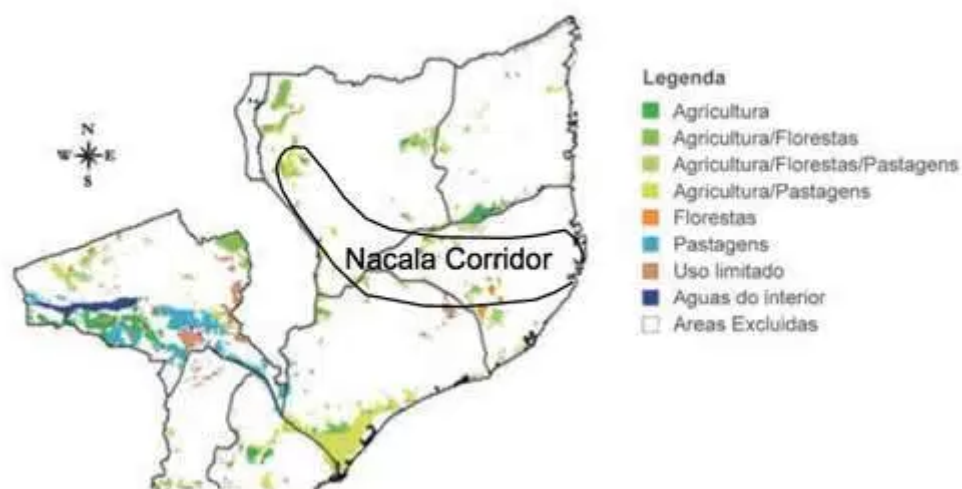 N
W E
S
Nacala Corridor
Legenda
Agricultura
Agricultura/Florestas
Agricultura/Florestas/Pastagens
Agricultura/Pastagens
Florestas
Pastagens
Uso limitado
Aguas do interior
Areas Excluidas